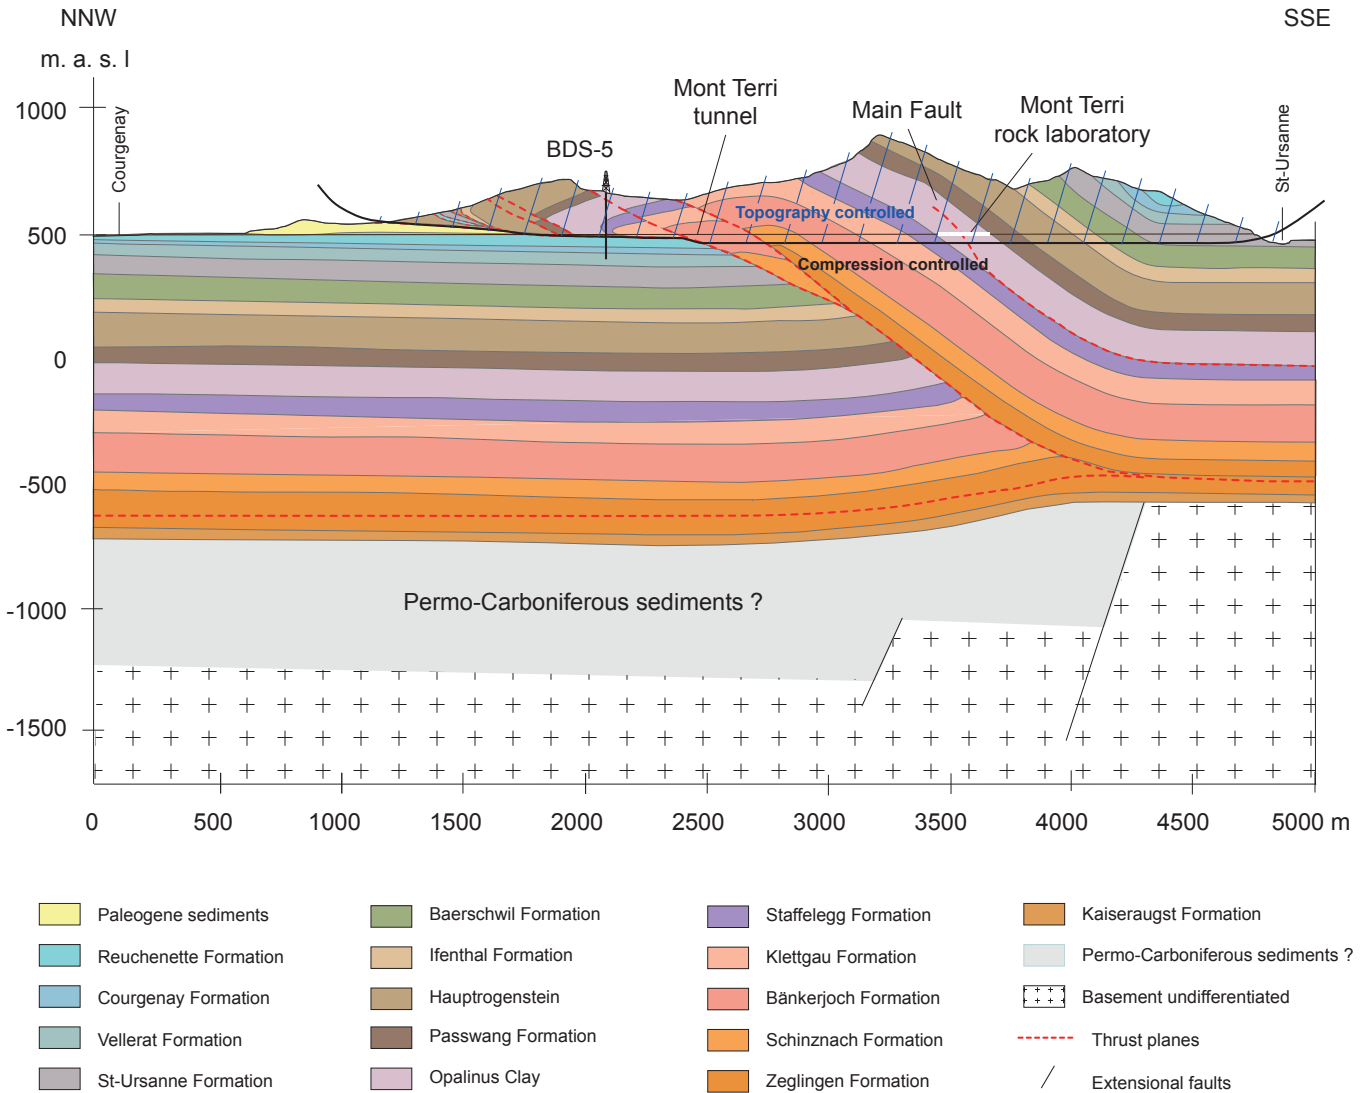 NNW
SSE
m. a. s. l
1000
500
0
-500
-1000
-1500
Courgenay
BDS-5
Mont Terri
tunnel
Main Fault
Mont Terri
rock laboratory
St-Ursanne
Topography controlled
Compression controlled
Permo-Carboniferous sediments ?
0
500
1000
1500
2000
2500
3000
3500
4000
4500
5000 m
Paleogene sediments
Reuchenette Formation
Courgenay Formation
Vellerat Formation
St-Ursanne Formation
Baerschwil Formation
Ifenthal Formation
Hauptrogenstein
Passwang Formation
Opalinus Clay
Staffelegg Formation
Klettgau Formation
Bänkerjoch Formation
Schinznach Formation
Zeglingen Formation
Kaiseraugst Formation
Permo-Carboniferous sediments ?
Basement undifferentiated
Thrust planes
Extensional faults